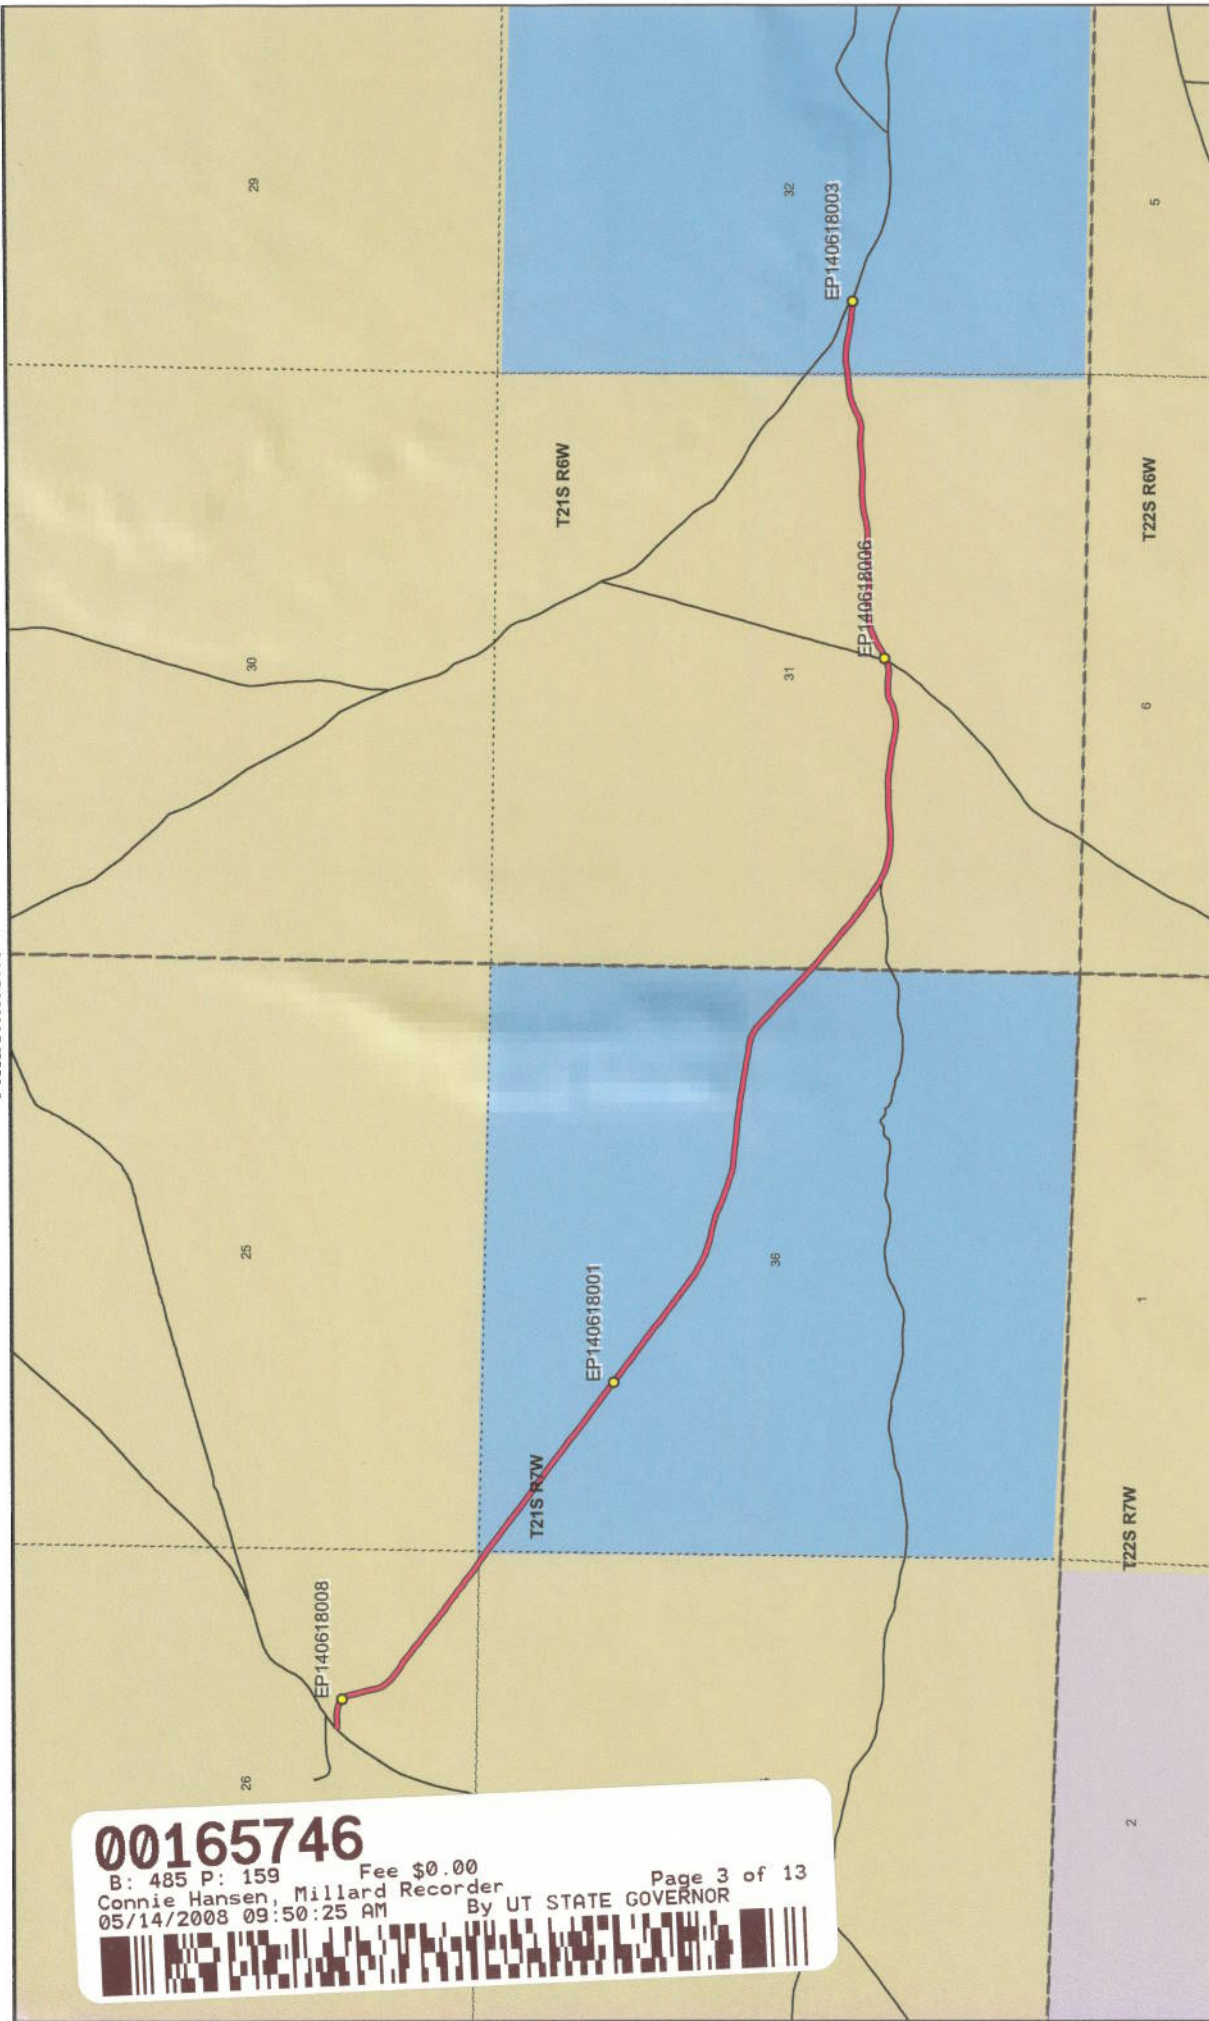 29
32
EP140618003
5
T21S R6W
T22S R6W
EP140618006
30
31
6
25
EP140618001
36
1
T21S R7W
T22S R7W
EP140618008
26
2
00165746
B: 485 P: 159 Fee $0.00
Connie Hansen, Millard Recorder Page 3 of 13
05/14/2008 09:50:25 AM By UT STATE GOVERNOR